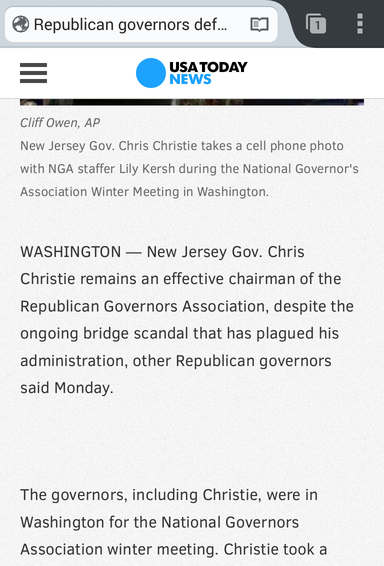 Republican governors def...
1
USA TODAY
NEWS
Cliff Owen, AP
New Jersey Gov. Chris Christie takes a cell phone photo
with NGA staffer Lily Kersh during the National Governor's
Association Winter Meeting in Washington.
WASHINGTON — New Jersey Gov. Chris
Christie remains an effective chairman of the
Republican Governors Association, despite the
ongoing bridge scandal that has plagued his
administration, other Republican governors
said Monday.
The governors, including Christie, were in
Washington for the National Governors
Association winter meeting. Christie took a